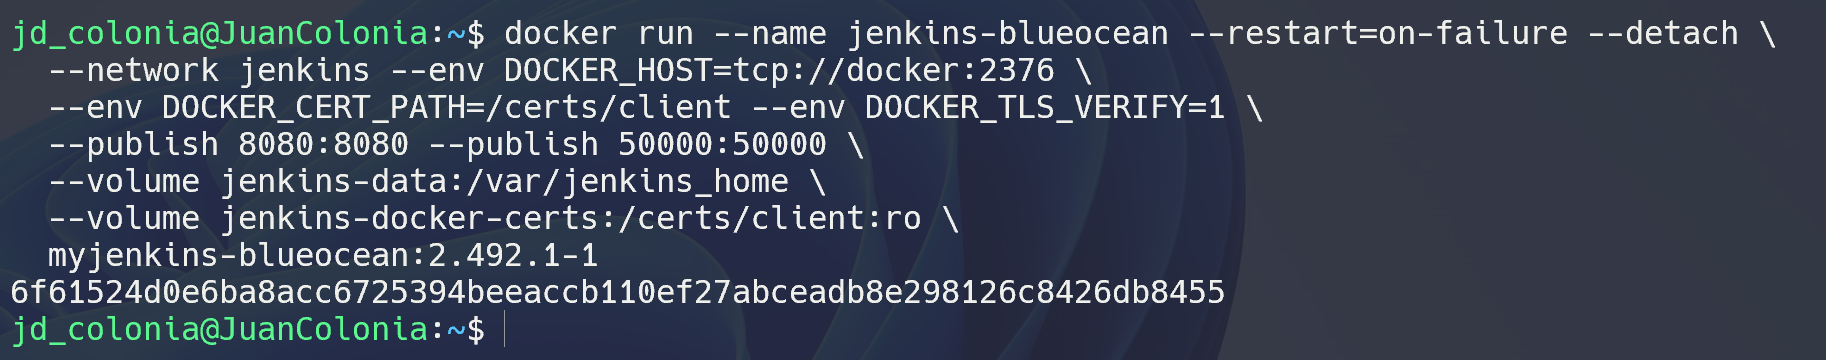 jd_colonia@JuanColonia:~$ docker run --name jenkins-blueocean --restart=on-failure --detach \
  --network jenkins --env DOCKER_HOST=tcp://docker:2376 \
  --env DOCKER_CERT_PATH=/certs/client --env DOCKER_TLS_VERIFY=1 \
  --publish 8080:8080 --publish 50000:50000 \
  --volume jenkins-data:/var/jenkins_home \
  --volume jenkins-docker-certs:/certs/client:ro \
  myjenkins-blueocean:2.492.1-1
6f61524d0e6ba8acc6725394beeaccb110ef27abceadb8e298126c8426db8455
jd_colonia@JuanColonia:~$